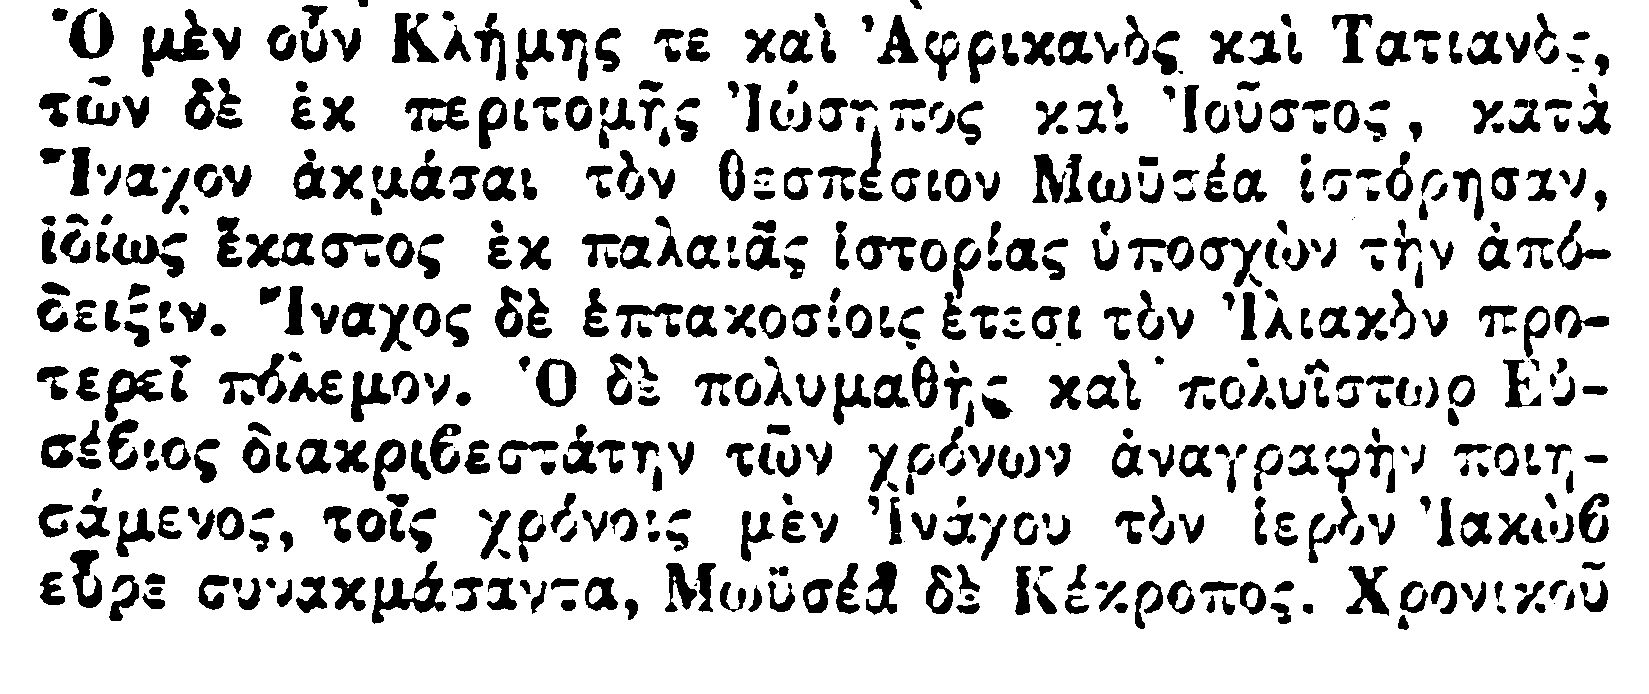 Ὁ μὲν οὖν Κλήμης τε καὶ Ἀφρικανὸς καὶ Τατιανὸς,
τῶν δὲ ἐκ περιτομῆς Ἰώσηπος καὶ Ἰοῦστος, κατὰ
Ἴναχον ἀκμάσαι τὸν θεσπέσιον Μωϋσέα ἱστόρησαν,
ἰδίως ἕκαστος ἐκ παλαιᾶς ἱστορίας ὑποσχὼν τὴν ἀπό-
δειξιν. Ἴναχος δὲ ἑπτακοσίοις ἔτεσι τὸν Ἰλιακὸν προ-
τερεῖ πόλεμον. Ὁ δὲ πολυμαθὴς καὶ πολυΐστωρ Εὐ-
σέϐιος διακριϐεστάτην τῶν χρόνων ἀναγραφὴν ποιη-
σάμενος, τοῖς χρόνοις μὲν Ἰνάχου τὸν ἱερὸν Ἰακὼϐ
εὗρε συνακμάσαντα, Μωϋσέα δὲ Κέκροπος. Χρονικοῦ